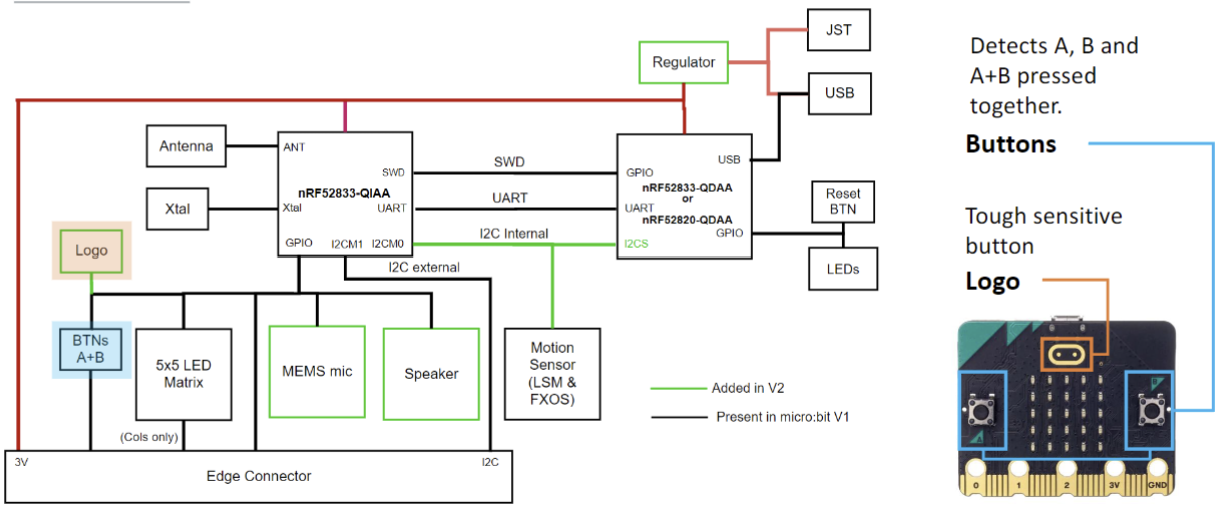 JST
Regulator
USB
Antenna
ANT
SWD
nRF52833-QIAA
Xtal
Xtal
UART
GPIO
I2CM1
I2CM0
SWD
UART
I2C Internal
I2C external
USB
GPIO
nRF52833-QDAA
or
UART
nRF52820-QDAA
GPIO
I2CS
Reset
BTN
LEDs
Logo
BTNs
A+B
5x5 LED
Matrix
(Cols only)
MEMS mic
Speaker
Motion
Sensor
(LSM &
FXOS)
Added in V2
Present in micro:bit V1
3V
Edge Connector
I2C
Detects A, B and
A+B pressed
together.
Buttons
Tough sensitive
button
Logo
0
1
2
3V
GND